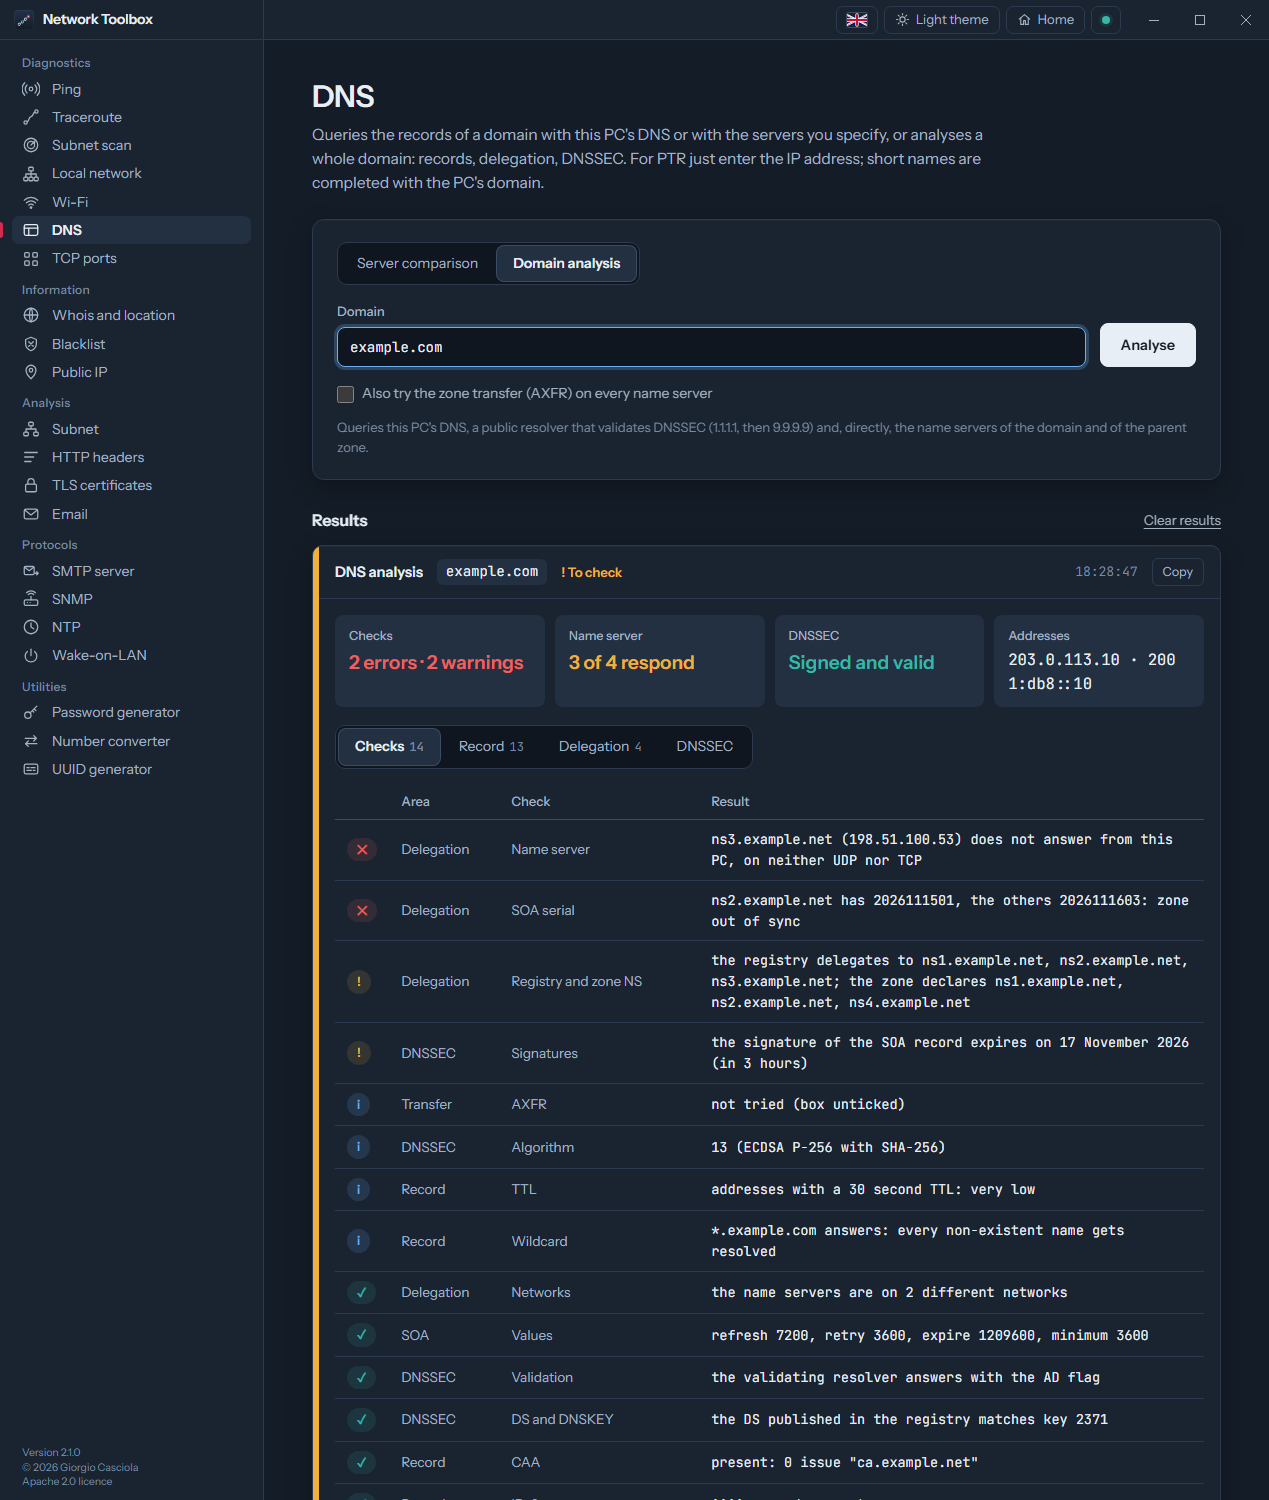 Network Toolbox
Light theme
Home
Diagnostics
Ping
Traceroute
Subnet scan
Local network
Wi-Fi
DNS
TCP ports
Information
Whois and location
Blacklist
Public IP
Analysis
Subnet
HTTP headers
TLS certificates
Email
Protocols
SMTP server
SNMP
NTP
Wake-on-LAN
Utilities
Password generator
Number converter
UUID generator
Version 2.1.0
© 2026 Giorgio Casciola
Apache 2.0 licence
DNS
Queries the records of a domain with this PC's DNS or with the servers you specify, or analyses a
whole domain: records, delegation, DNSSEC. For PTR just enter the IP address; short names are
completed with the PC's domain.
Server comparison
Domain analysis
Domain
example.com
Analyse
Also try the zone transfer (AXFR) on every name server
Queries this PC's DNS, a public resolver that validates DNSSEC (1.1.1.1, then 9.9.9.9) and, directly, the name servers of the domain and of the parent
zone.
Results
Clear results
DNS analysis
example.com
! To check
18:28:47
Copy
Checks
2 errors · 2 warnings
Name server
3 of 4 respond
DNSSEC
Signed and valid
Addresses
203.0.113.10 · 200
1:db8::10
Checks 14
Record 13
Delegation 4
DNSSEC
Area Check Result
Delegation Name server ns3.example.net (198.51.100.53) does not answer from this
PC, on neither UDP nor TCP
Delegation SOA serial ns2.example.net has 2026111501, the others 2026111603: zone
out of sync
! Delegation Registry and zone NS the registry delegates to ns1.example.net, ns2.example.net,
ns3.example.net; the zone declares ns1.example.net,
ns2.example.net, ns4.example.net
! DNSSEC Signatures the signature of the SOA record expires on 17 November 2026
(in 3 hours)
i Transfer AXFR not tried (box unticked)
i DNSSEC Algorithm 13 (ECDSA P-256 with SHA-256)
i Record TTL addresses with a 30 second TTL: very low
i Record Wildcard *.example.com answers: every non-existent name gets
resolved
Delegation Networks the name servers are on 2 different networks
SOA Values refresh 7200, retry 3600, expire 1209600, minimum 3600
DNSSEC Validation the validating resolver answers with the AD flag
DNSSEC DS and DNSKEY the DS published in the registry matches key 2371
Record CAA present: 0 issue "ca.example.net"